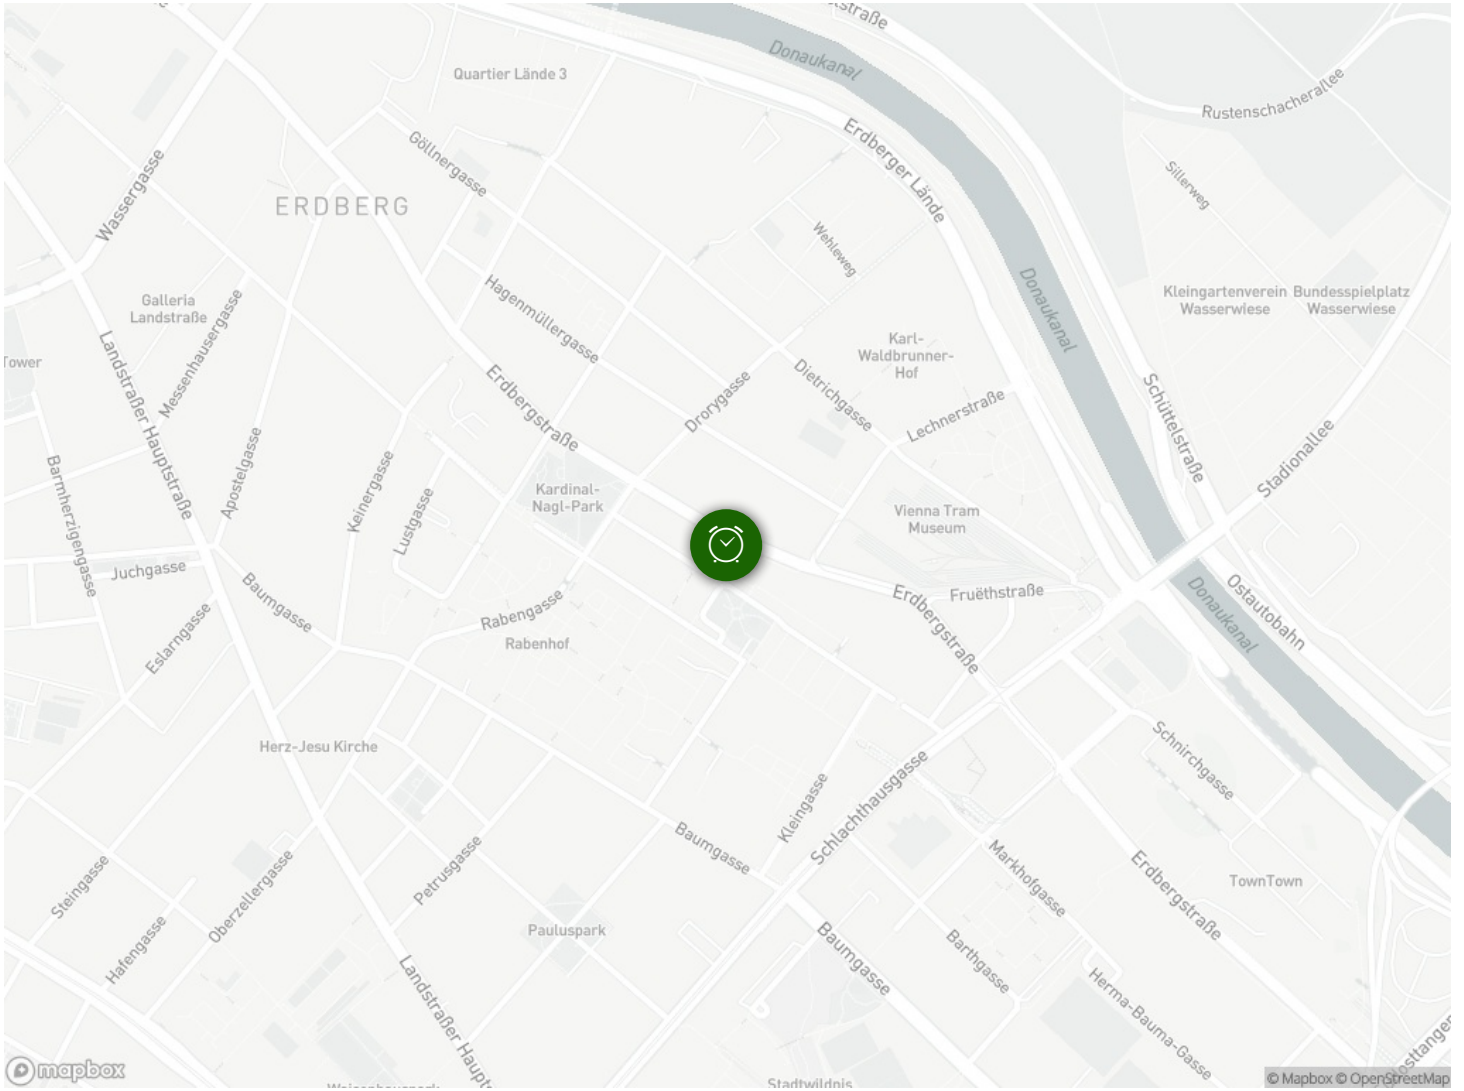 straße
Donaukanal
Quartier Lände 3
Rustenschacherallee
Göllnergasse
Erdberger Lände
Wassergasse
Sillerweg
ERDBERG
Wehleweg
Galleria
Landstraße
Messenhausergasse
Hagenmüllergasse
Donaukanal
Kleingartenverein
Wasserwiese
Bundesspielplatz
Wasserwiese
Karl-
Waldbrunner-
Hof
Tower
Landstraßer Hauptstraße
Erdbergstraße
Drorygasse
Dietrichgasse
Lechnerstraße
Schüttelstraße
Stadionallee
Barmherzigengasse
Apostelgasse
Keinergasse
Lustgasse
Kardinal-
Nagl-Park
Vienna Tram
Museum
Juchgasse
Baumgasse
Eslarngasse
Rabengasse
Rabenhof
Erdbergstraße
Fruëthstraße
Donaukanal
Ostautobahn
Herz-Jesu Kirche
Schnirchgasse
Kleingasse
Schlachthausgasse
Baumgasse
Petrusgasse
Markhofgasse
Erdbergstraße
TownTown
Steingasse
Oberzellergasse
Hafengasse
Pauluspark
Baumgasse
Barthgasse
Landstraßer Haupts
Herma-Bauma-Gasse
mapbox
Stadtwildnis
© Mapbox © OpenStreetMap